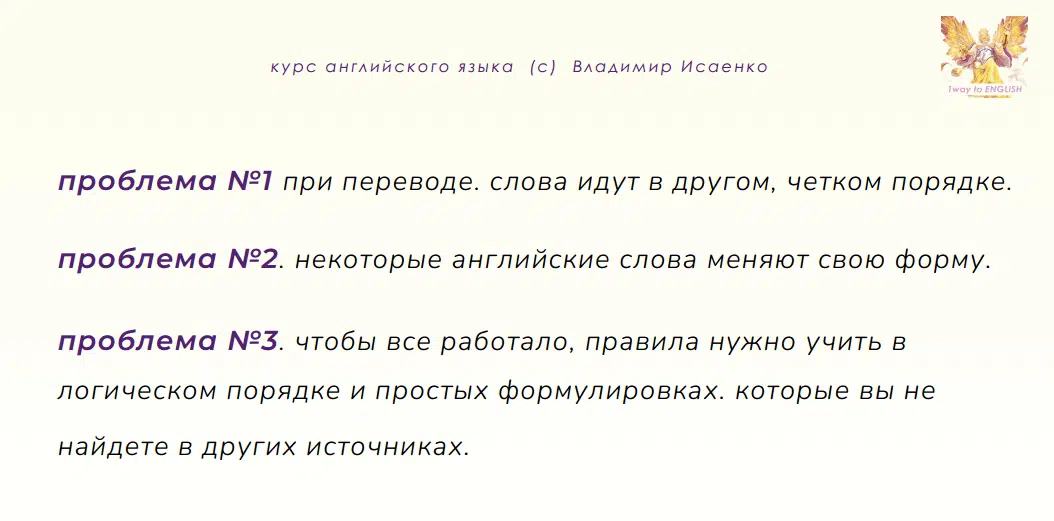 курс английского языка (с) Владимир Исаенко
1way to ENGLISH
проблема №1 при переводе. слова идут в другом, четком порядке.
проблема №2. некоторые английские слова меняют свою форму.
проблема №3. чтобы все работало, правила нужно учить в
логическом порядке и простых формулировках. которые вы не
найдете в других источниках.